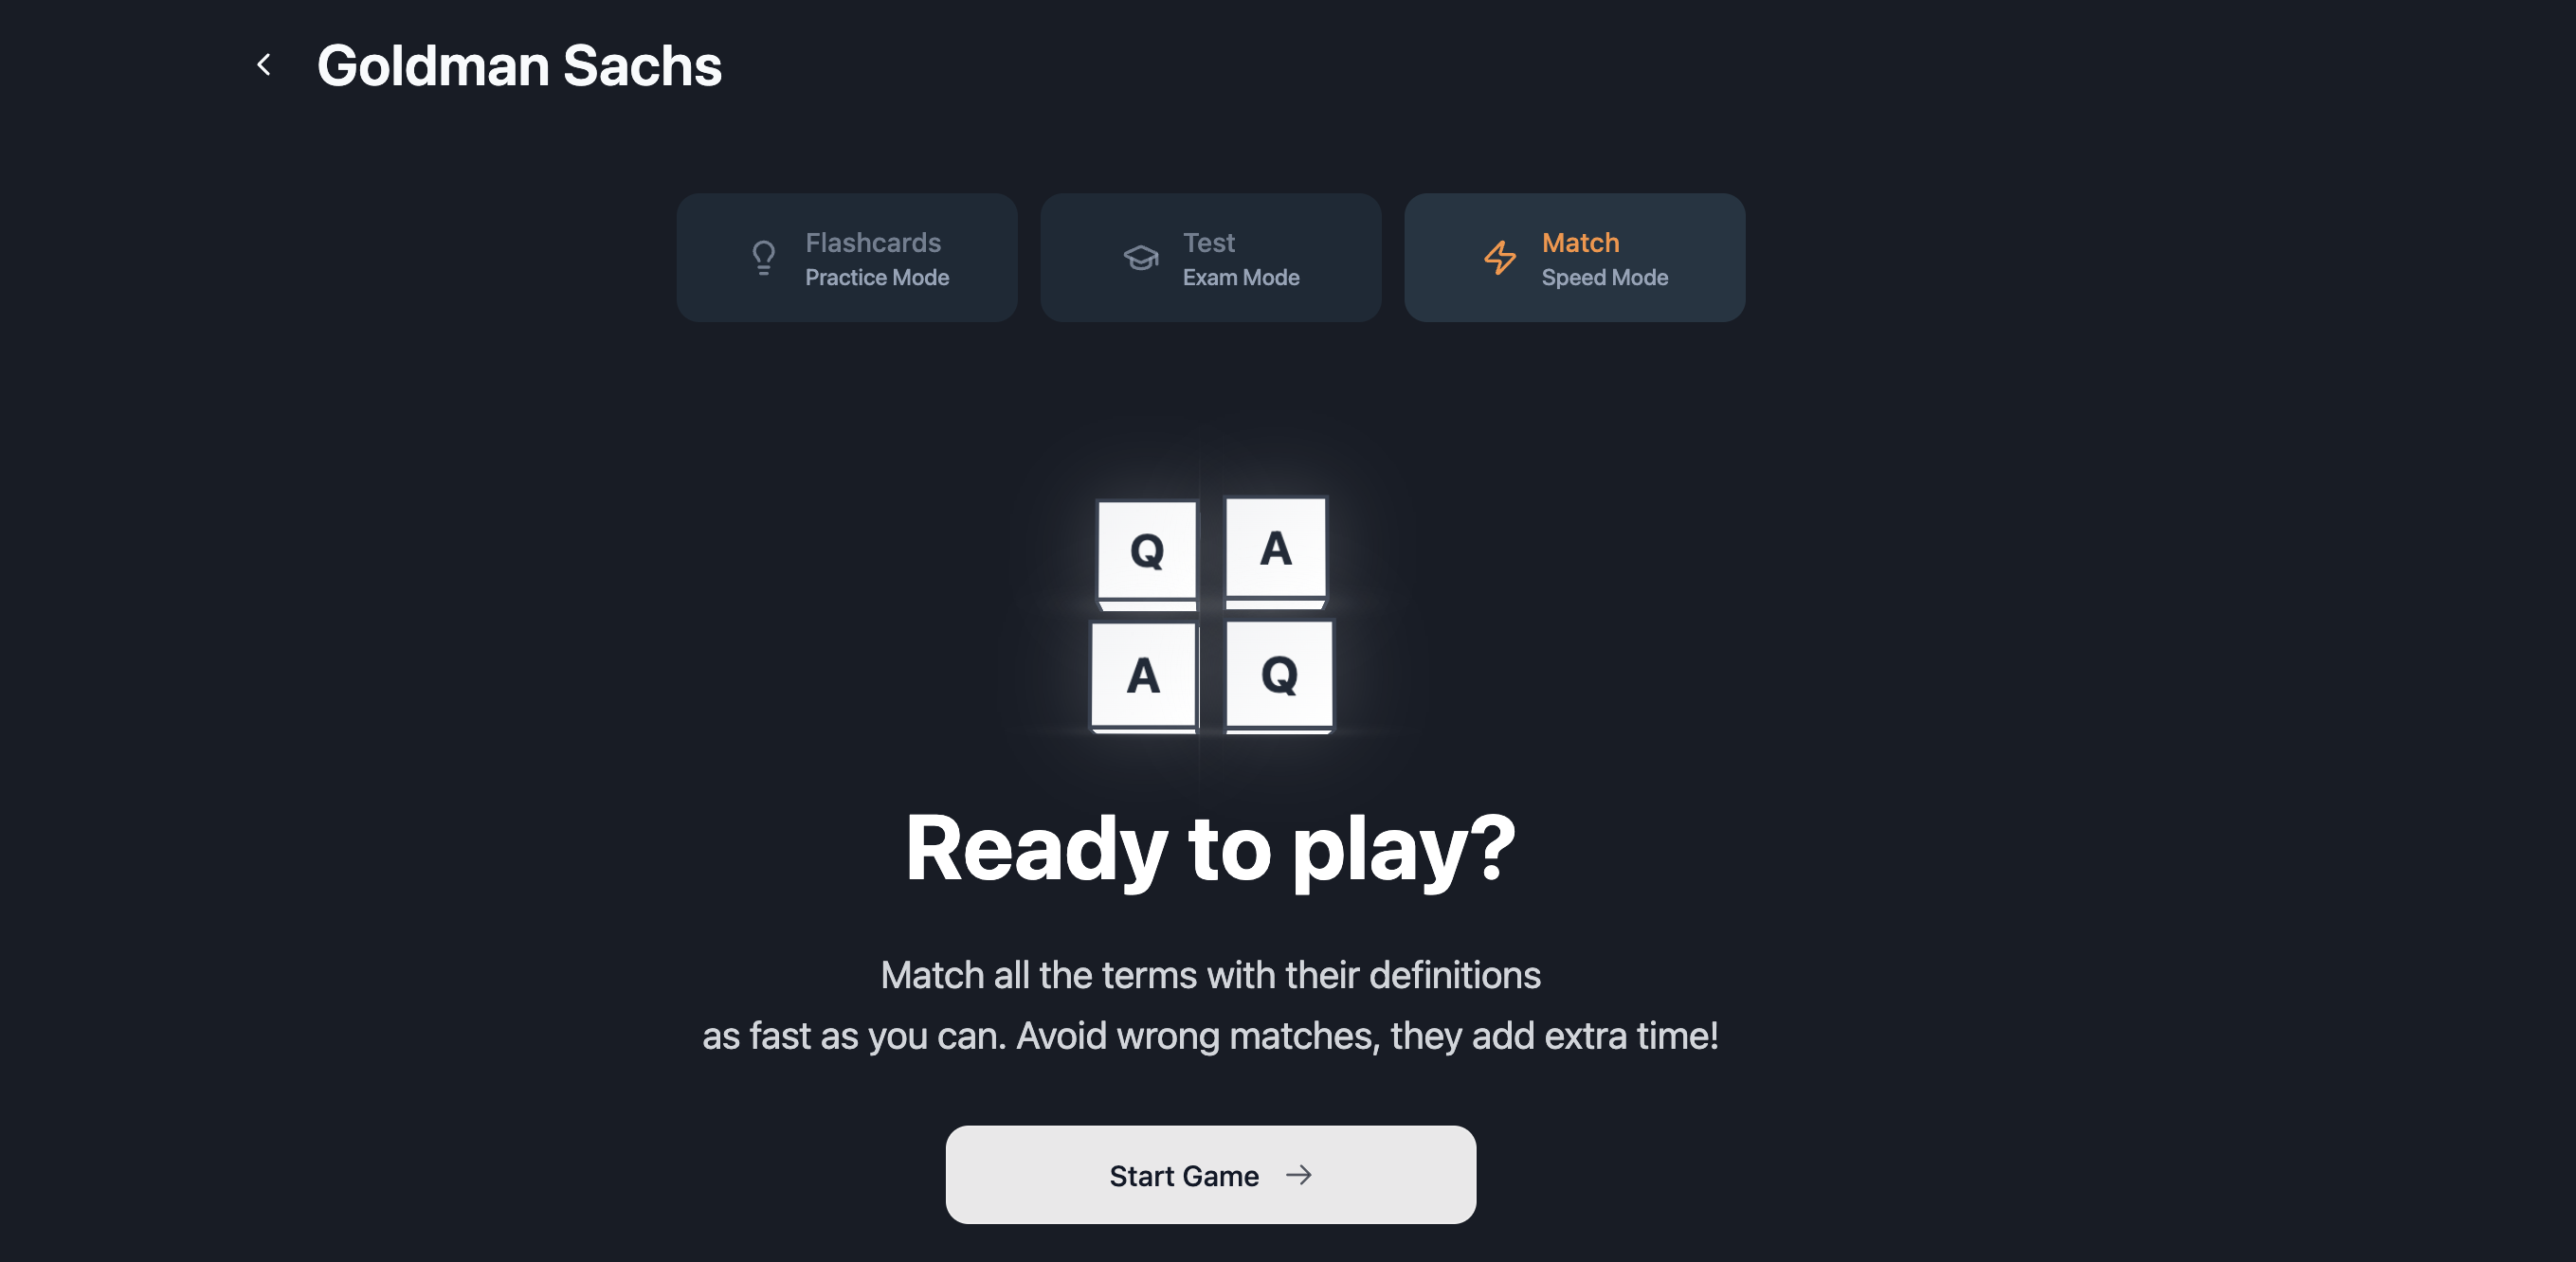 Goldman Sachs
Flashcards
Practice Mode
Test
Exam Mode
Match
Speed Mode
Q
A
A
Q
Ready to play?
Match all the terms with their definitions
as fast as you can. Avoid wrong matches, they add extra time!
Start Game